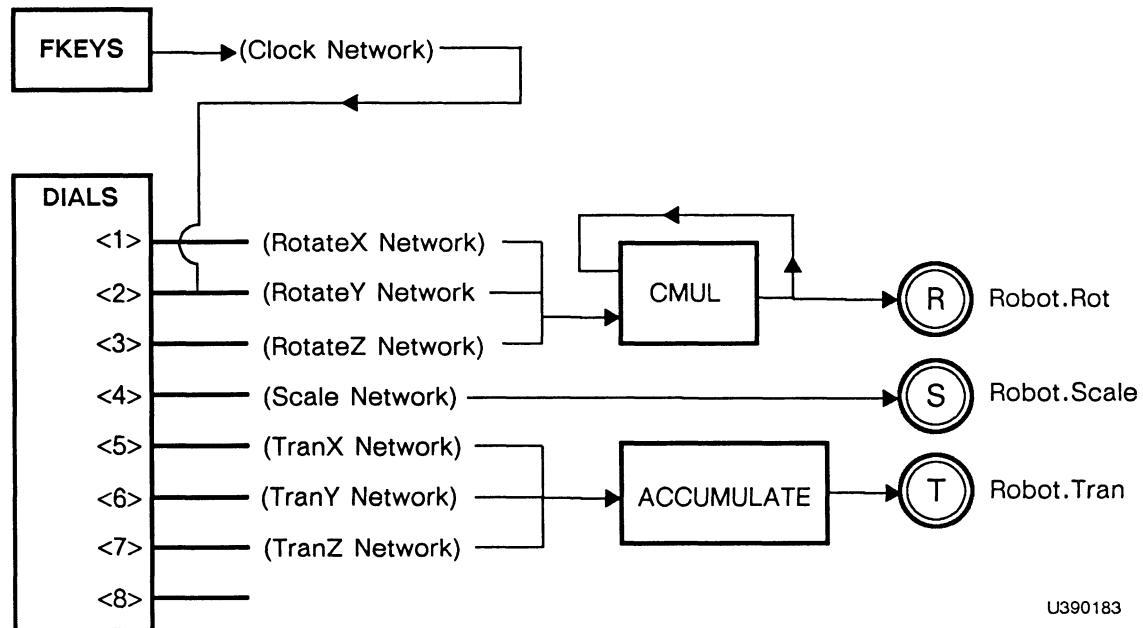 FKEYS
(Clock Network)
DIALS
<1> (RotateX Network)
<2> (RotateY Network
<3> (RotateZ Network)
<4> (Scale Network)
<5> (TranX Network)
<6> (TranY Network)
<7> (TranZ Network)
<8>
CMUL
R Robot.Rot
S Robot.Scale
ACCUMULATE
T Robot.Tran
U390183